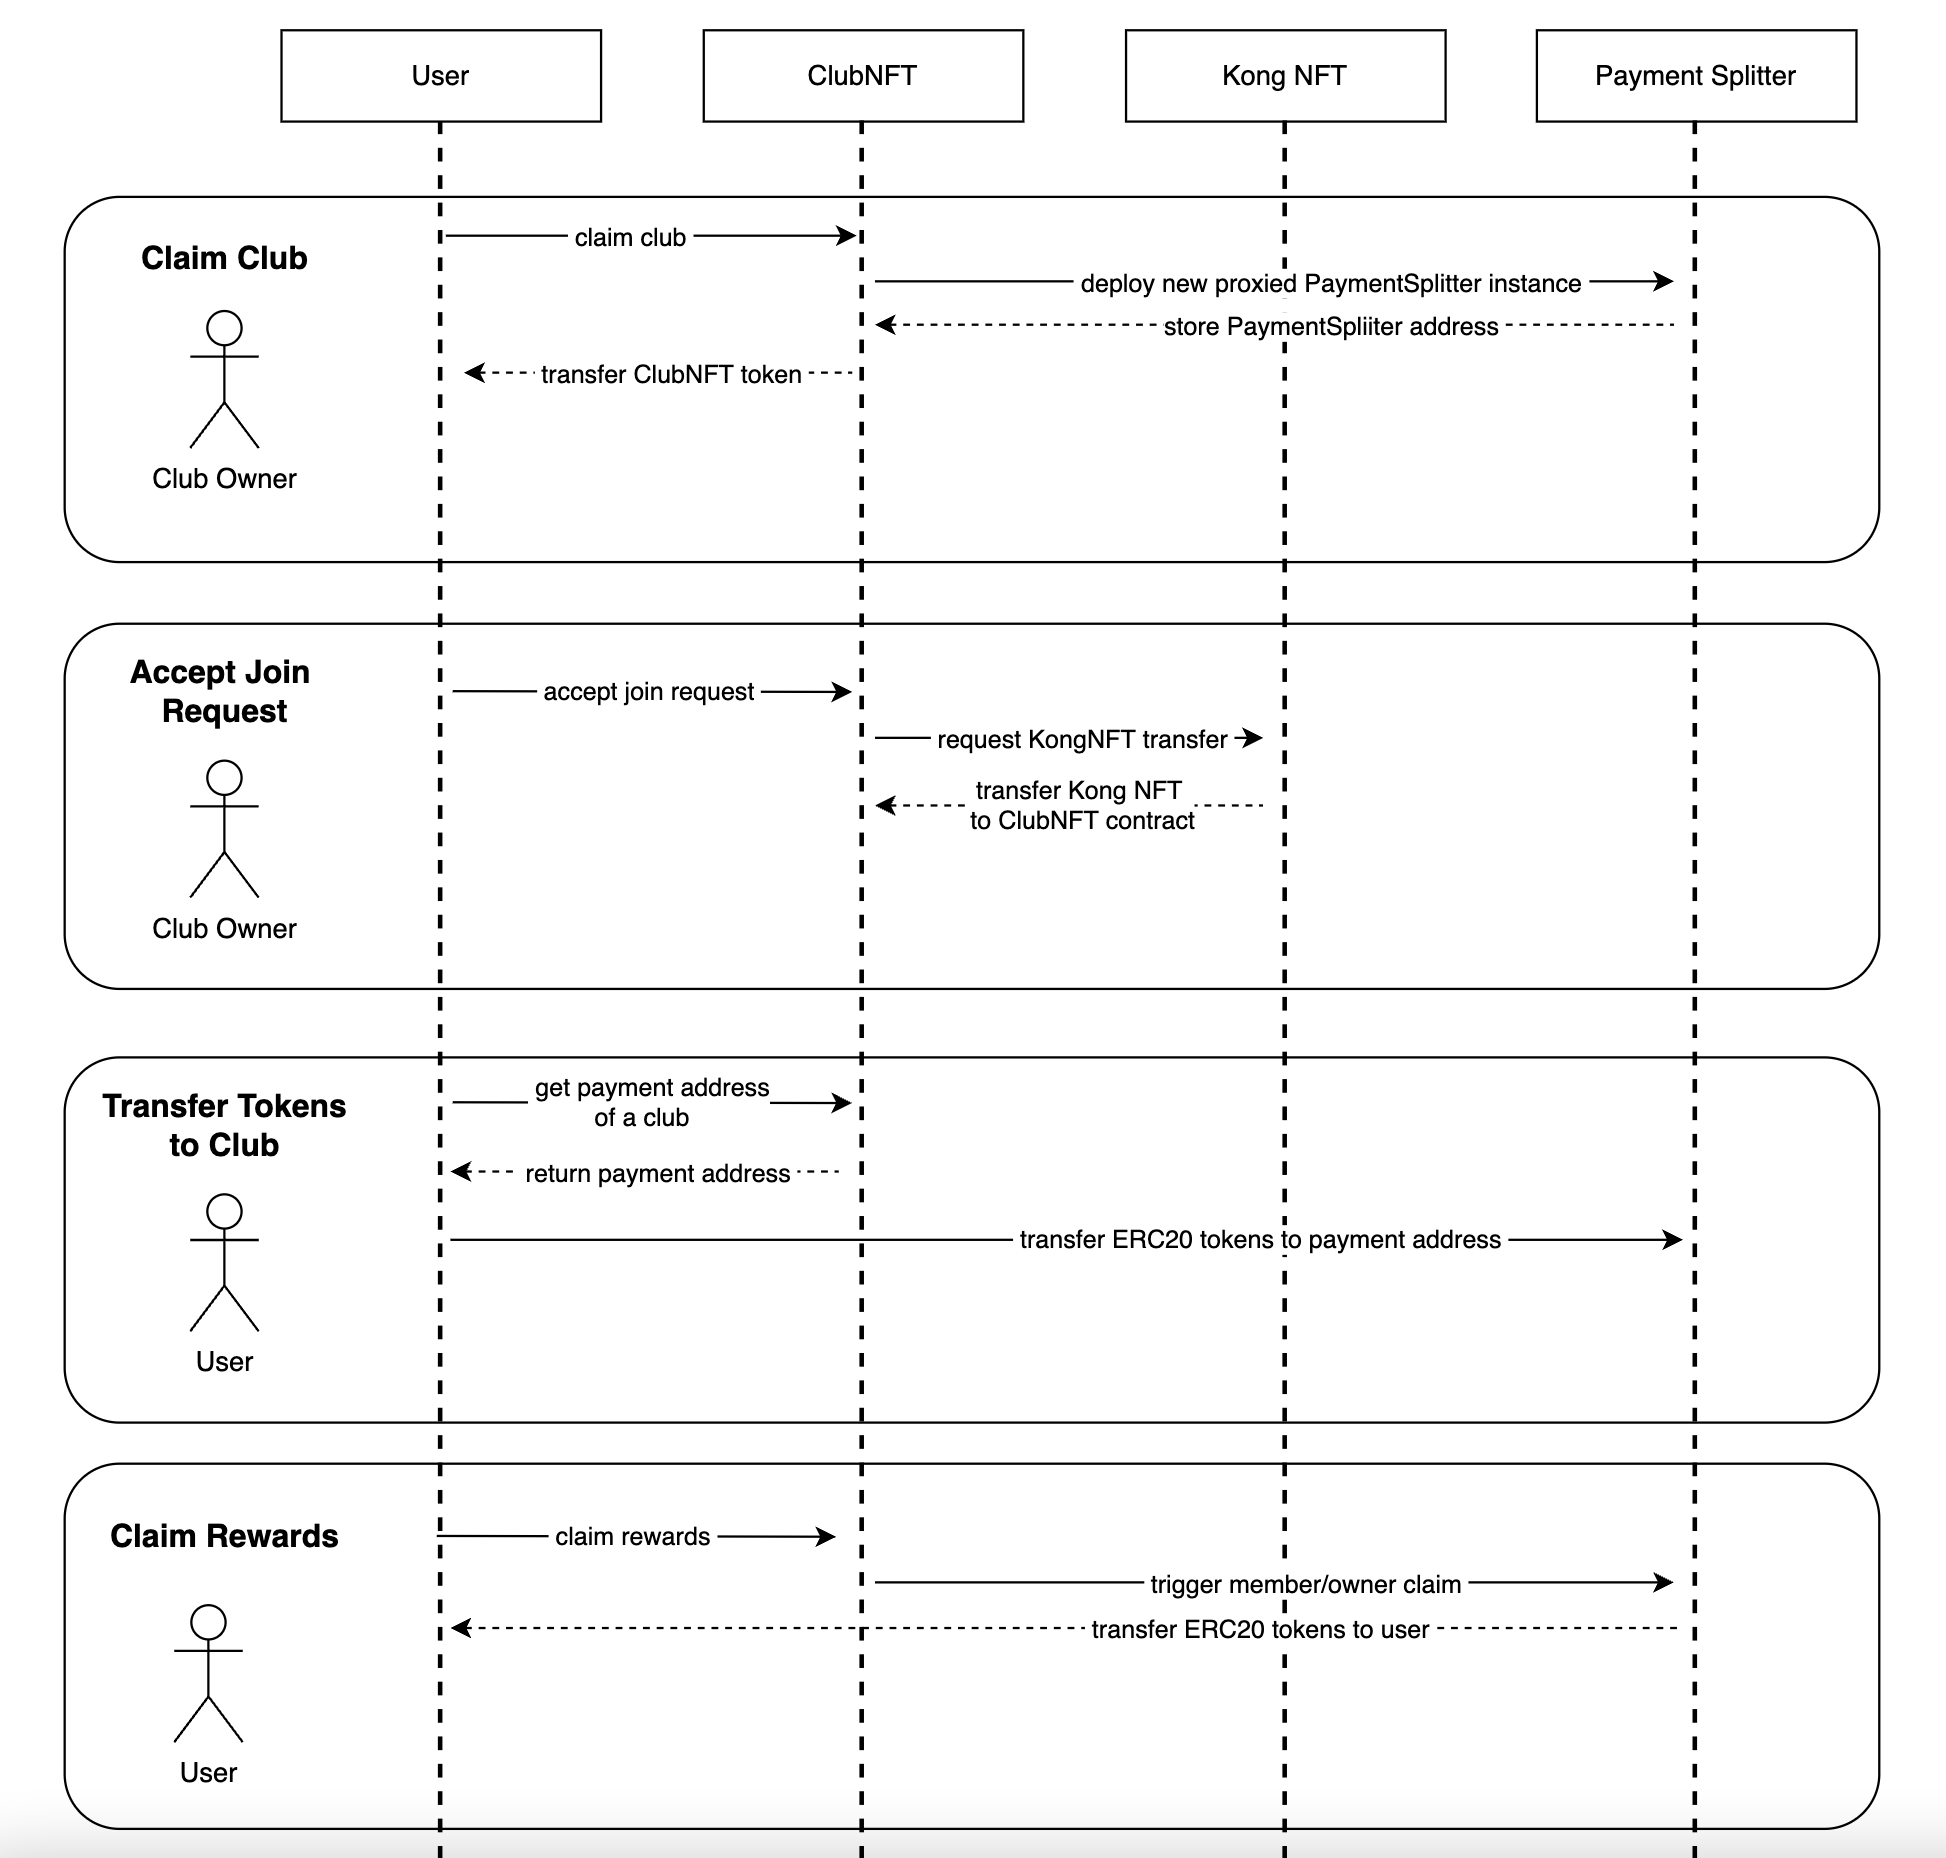 User
ClubNFT
Kong NFT
Payment Splitter
Claim Club
claim club
deploy new proxied PaymentSplitter instance
store PaymentSpliiter address
transfer ClubNFT token
Club Owner
Accept Join
Request
accept join request
request KongNFT transfer
transfer Kong NFT
to ClubNFT contract
Club Owner
Transfer Tokens
to Club
get payment address
of a club
return payment address
transfer ERC20 tokens to payment address
User
Claim Rewards
claim rewards
trigger member/owner claim
transfer ERC20 tokens to user
User